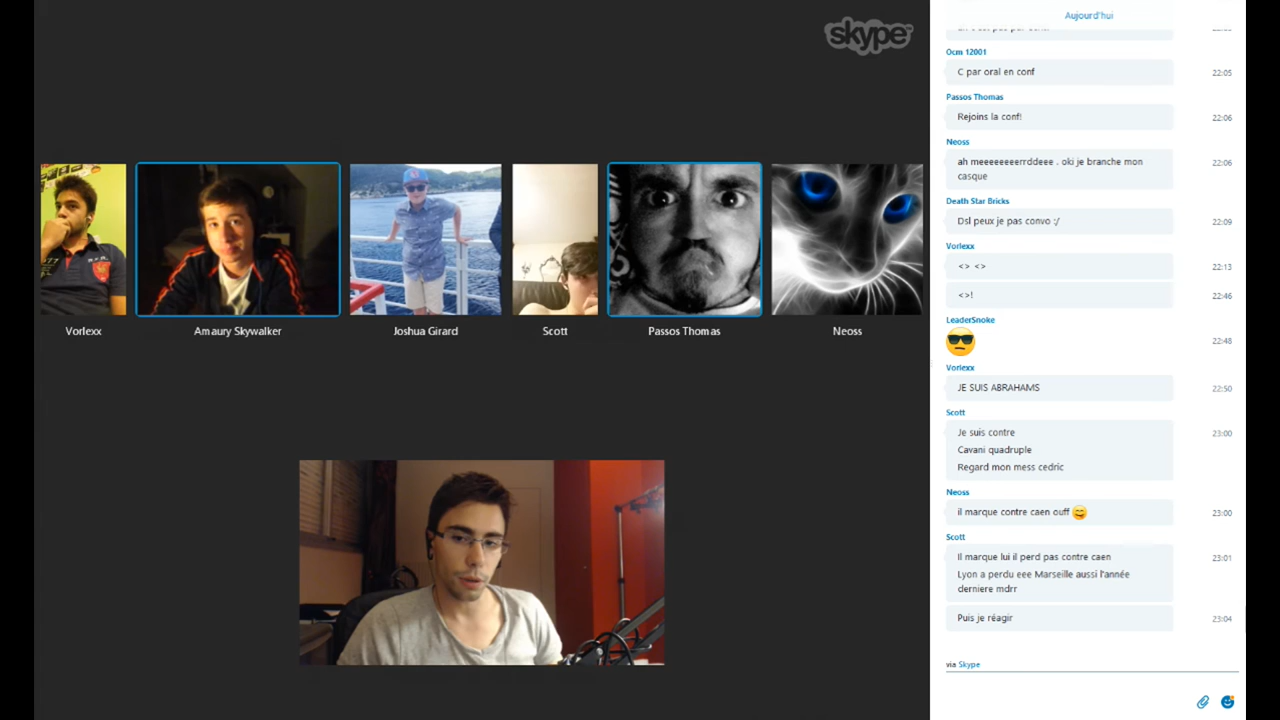 skype
Vorlexx
Amaury Skywalker
Joshua Girard
Scott
Passos Thomas
Neoss
Aujourd'hui
Ocm 12001
C par oral en conf 22:05
Passos Thomas
Rejoins la conf! 22:06
Neoss
ah meeeeeeeerrddeee . oki je branche mon 22:06
casque
Death Star Bricks
Dsl peux je pas convo :/ 22:09
Vorlexx
<> <> 22:13
<>! 22:46
LeaderSnoke
22:48
Vorlexx
JE SUIS ABRAHAMS 22:50
Scott
Je suis contre 23:00
Cavani quadruple
Regard mon mess cedric
Neoss
il marque contre caen ouff 23:00
Scott
Il marque lui il perd pas contre caen 23:01
Lyon a perdu eee Marseille aussi l'année
derniere mdrr
Puis je réagir 23:04
via Skype